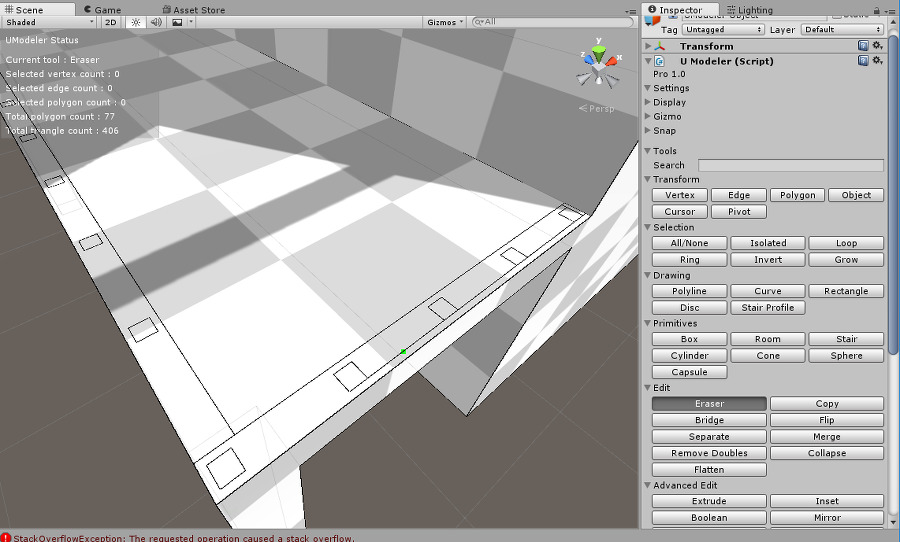 Scene Game Asset Store
Shaded 2D Gizmos All
UModeler Status
Current tool : Eraser
Selected vertex count : 0
Selected edge count : 0
Selected polygon count : 0
Total polygon count : 77
Total triangle count : 406
y
z x
Persp
Inspector Lighting
UModeler Object Static
Tag Untagged Layer Default
Transform
U Modeler (Script)
Pro 1.0
Settings
Display
Gizmo
Snap
Tools
Search
Transform
Vertex Edge Polygon Object
Cursor Pivot
Selection
All/None Isolated Loop
Ring Invert Grow
Drawing
Polyline Curve Rectangle
Disc Stair Profile
Primitives
Box Room Stair
Cylinder Cone Sphere
Capsule
Edit
Eraser Copy
Bridge Flip
Separate Merge
Remove Doubles Collapse
Flatten
Advanced Edit
Extrude Inset
Boolean Mirror
StackOverflowException: The requested operation caused a stack overflow.